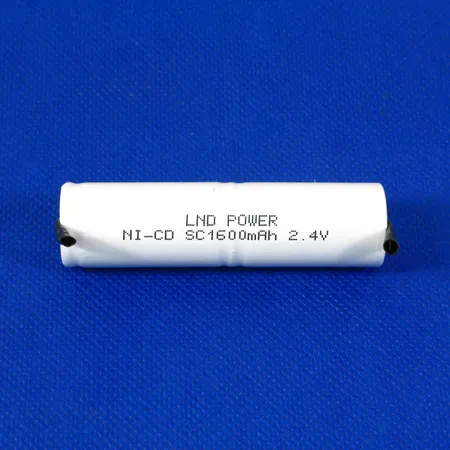 LND POWER
NI-CD SC1600mAh 2.4V